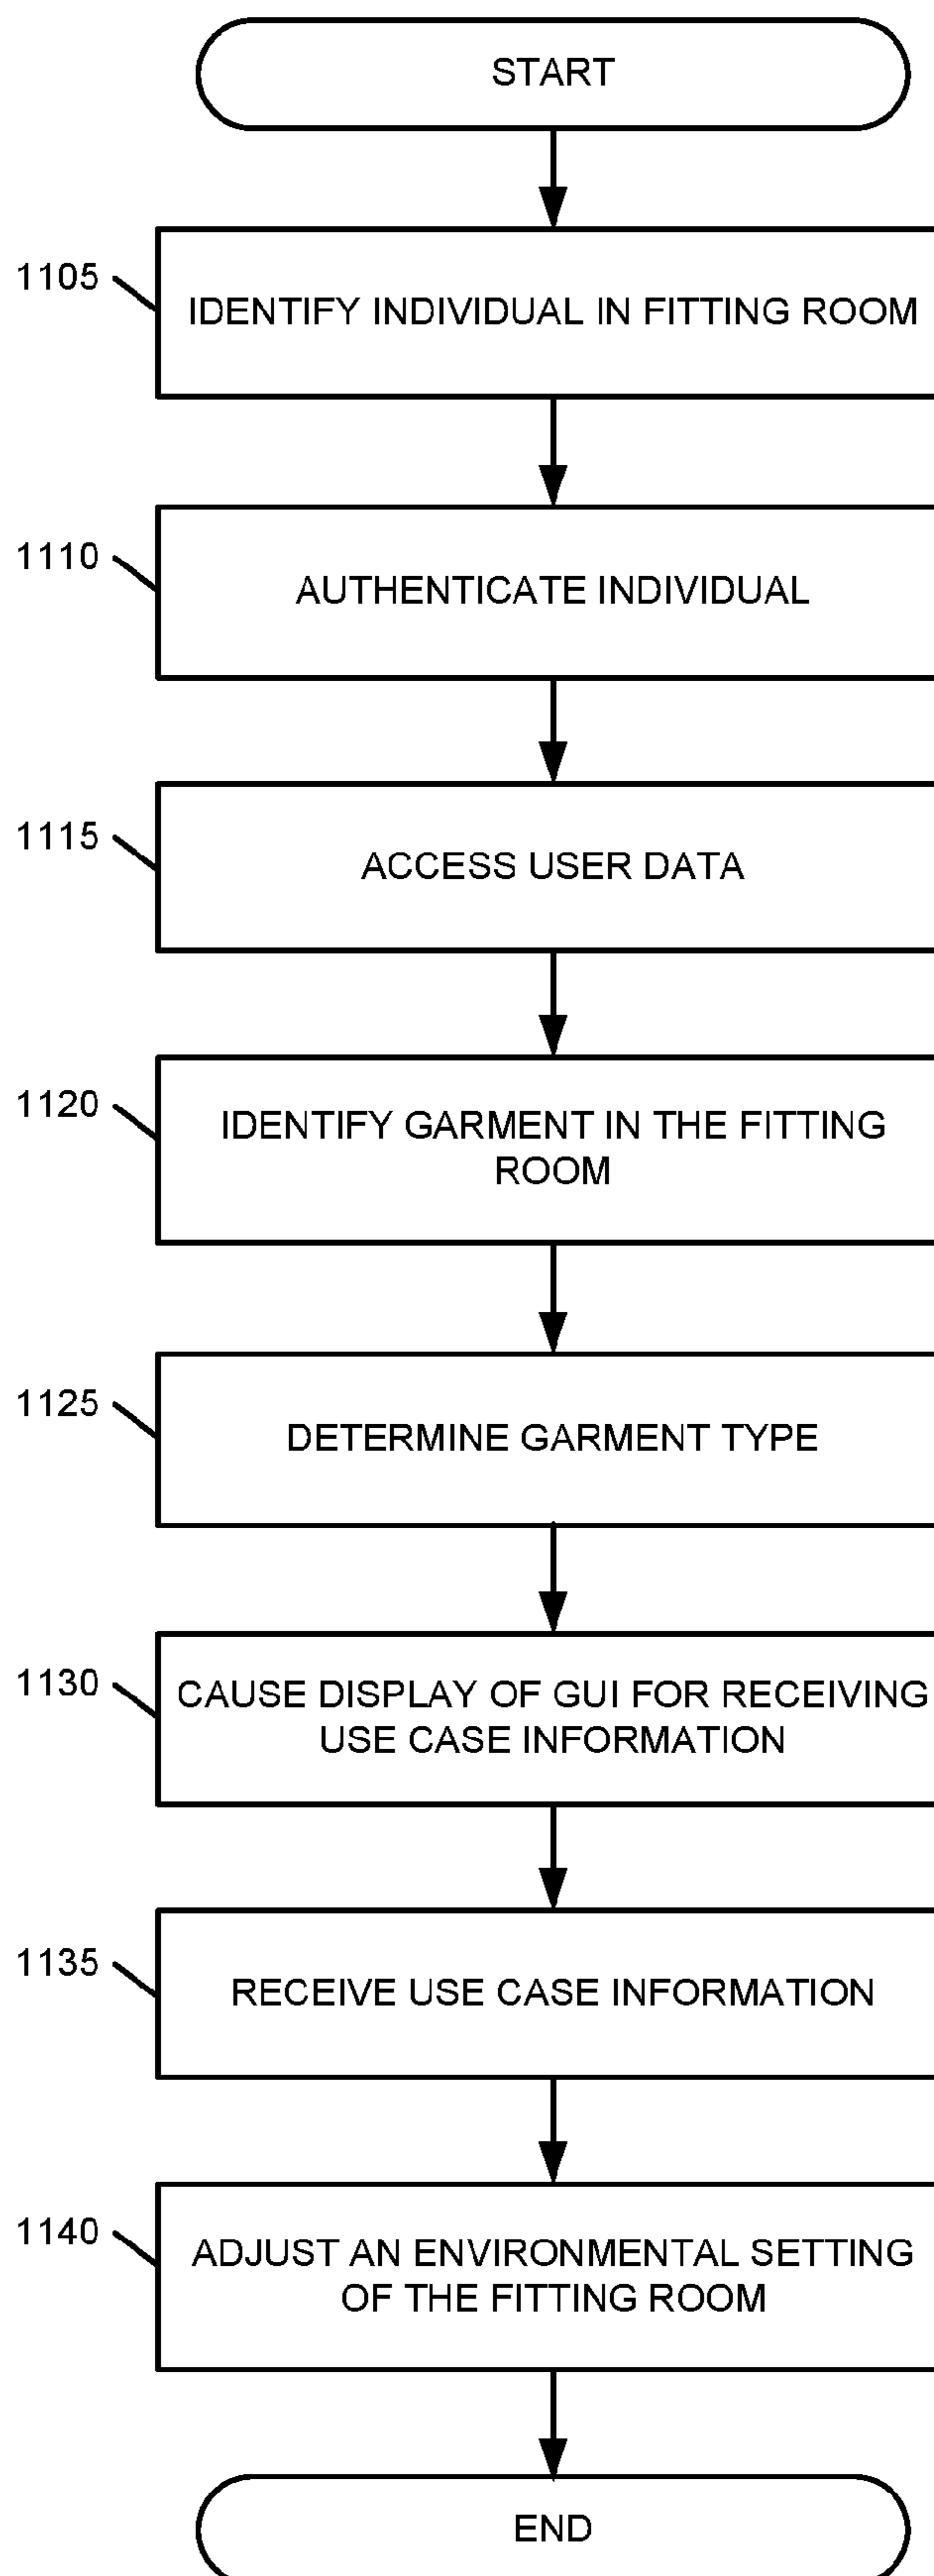 START
1105
IDENTIFY INDIVIDUAL IN FITTING ROOM
1110
AUTHENTICATE INDIVIDUAL
1115
ACCESS USER DATA
1120
IDENTIFY GARMENT IN THE FITTING
ROOM
1125
DETERMINE GARMENT TYPE
1130
CAUSE DISPLAY OF GUI FOR RECEIVING
USE CASE INFORMATION
1135
RECEIVE USE CASE INFORMATION
1140
ADJUST AN ENVIRONMENTAL SETTING
OF THE FITTING ROOM
END